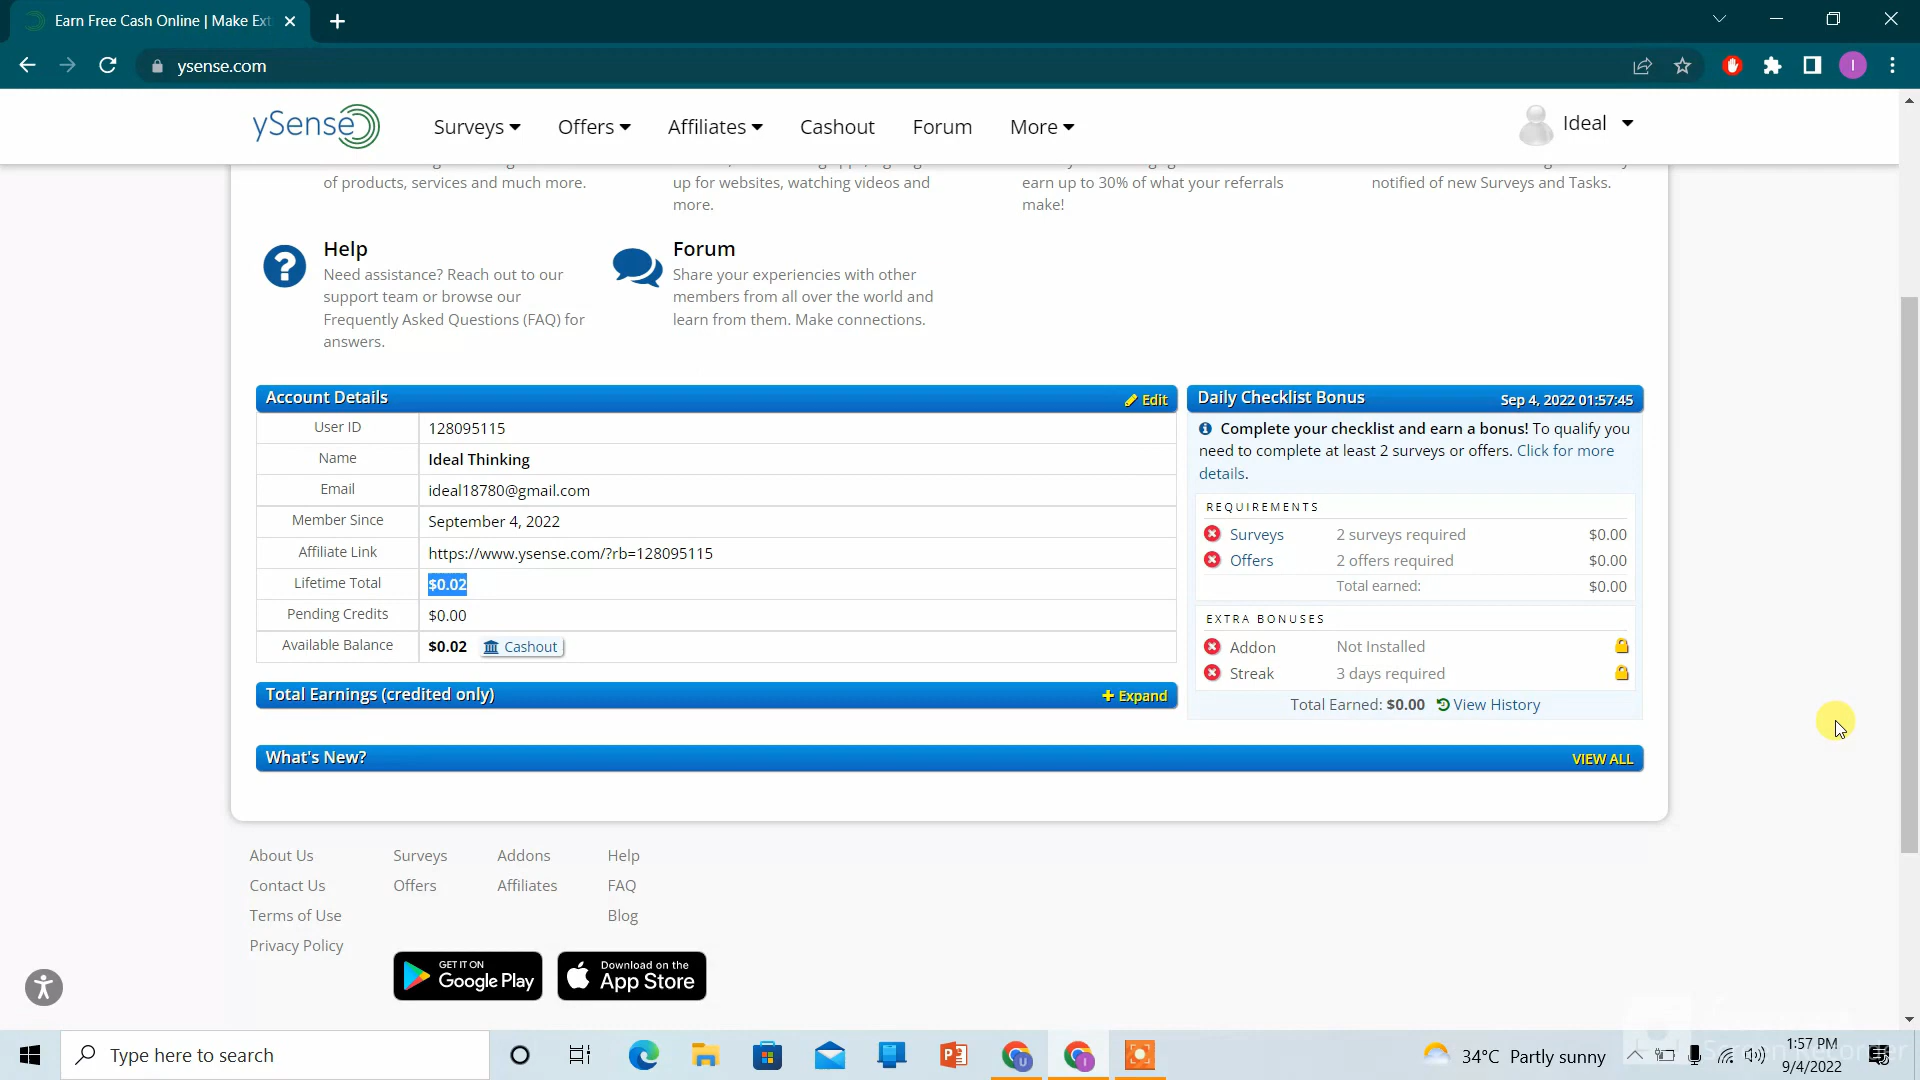 Earn Free Cash Online | Make Ext
ysense.com
I
ySense
Surveys
Offers
Affiliates
Cashout
Forum
More
Ideal
of products, services and much more.
up for websites, watching videos and
more.
earn up to 30% of what your referrals
make!
notified of new Surveys and Tasks.
Help
Need assistance? Reach out to our
support team or browse our
Frequently Asked Questions (FAQ) for
answers.
Forum
Share your experiencies with other
members from all over the world and
learn from them. Make connections.
Account Details
Edit
User ID 128095115
Name Ideal Thinking
Email ideal18780@gmail.com
Member Since September 4, 2022
Affiliate Link https://www.ysense.com/?rb=128095115
Lifetime Total $0.02
Pending Credits $0.00
Available Balance $0.02 Cashout
Total Earnings (credited only)
Expand
Daily Checklist Bonus
Sep 4, 2022 01:57:45
Complete your checklist and earn a bonus! To qualify you
need to complete at least 2 surveys or offers. Click for more
details.
REQUIREMENTS
Surveys 2 surveys required $0.00
Offers 2 offers required $0.00
Total earned: $0.00
EXTRA BONUSES
Addon Not Installed
Streak 3 days required
Total Earned: $0.00 View History
What's New?
VIEW ALL
About Us
Contact Us
Terms of Use
Privacy Policy
Surveys
Offers
Addons
Affiliates
Help
FAQ
Blog
GET IT ON
Google Play
Download on the
App Store
Type here to search
34°C Partly sunny
1:57 PM
9/4/2022